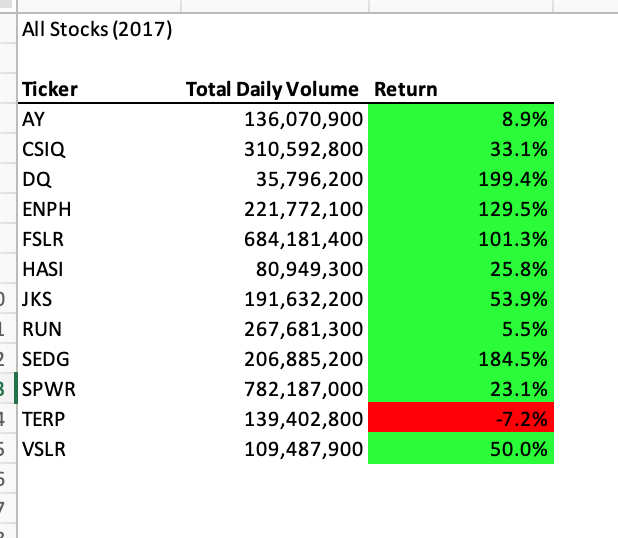 All Stocks (2017)
Ticker Total Daily Volume Return
AY 136,070,900 8.9%
CSIQ 310,592,800 33.1%
DQ 35,796,200 199.4%
ENPH 221,772,100 129.5%
FSLR 684,181,400 101.3%
HASI 80,949,300 25.8%
JKS 191,632,200 53.9%
RUN 267,681,300 5.5%
SEDG 206,885,200 184.5%
SPWR 782,187,000 23.1%
TERP 139,402,800 -7.2%
VSLR 109,487,900 50.0%